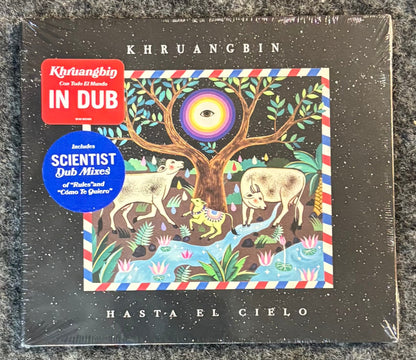 KHRUANGBIN
Khruangbin
Con Todo El Mundo
IN DUB
Includes
SCIENTIST
Dub Mixes
of "Rules" and
"Cómo Te Quiero"
HASTA EL CIELO